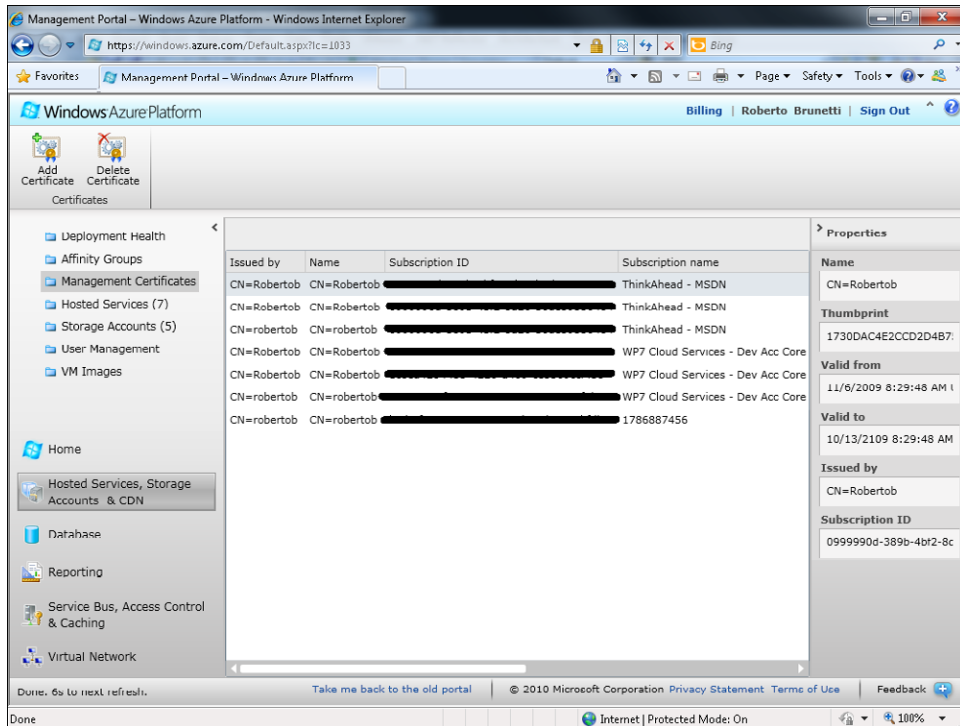 Management Portal – Windows Azure Platform - Windows Internet Explorer
https://windows.azure.com/Default.aspx?lc=1033
Bing
Favorites
Management Portal – Windows Azure Platform
Page
Safety
Tools
Windows Azure Platform
Billing | Roberto Brunetti | Sign Out
Add Certificate
Delete Certificate
Certificates
Deployment Health
Affinity Groups
Management Certificates
Hosted Services (7)
Storage Accounts (5)
User Management
VM Images
Home
Hosted Services, Storage
Accounts & CDN
Database
Reporting
Service Bus, Access Control
& Caching
Virtual Network
Issued by Name Subscription ID Subscription name
CN=Robertob CN=Robertob ThinkAhead - MSDN
CN=Robertob CN=Robertob ThinkAhead - MSDN
CN=robertob CN=robertob ThinkAhead - MSDN
CN=Robertob CN=Robertob WP7 Cloud Services - Dev Acc Core
CN=Robertob CN=Robertob WP7 Cloud Services - Dev Acc Core
CN=robertob CN=robertob WP7 Cloud Services - Dev Acc Core
CN=robertob CN=robertob 1786887456
Properties
Name
CN=Robertob
Thumbprint
1730DAC4E2CCD2D4B7
Valid from
11/6/2009 8:29:48 AM
Valid to
10/13/2109 8:29:48 AM
Issued by
CN=Robertob
Subscription ID
0999990d-389b-4bf2-8c
Done. 6s to next refresh.
Take me back to the old portal
© 2010 Microsoft Corporation Privacy Statement Terms of Use
Feedback
Done
Internet | Protected Mode: On
100%